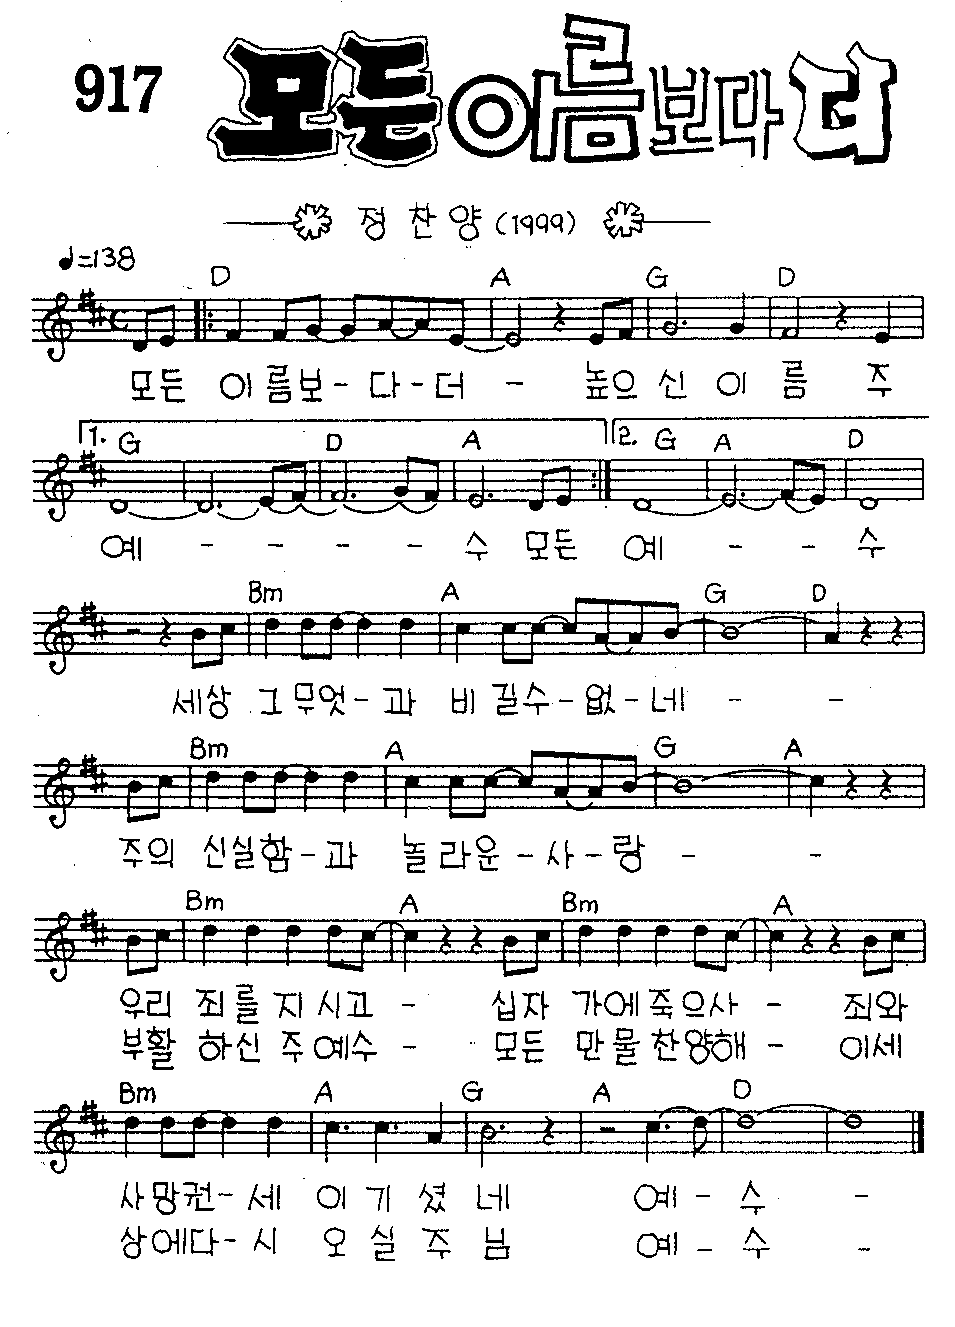 917 모든 이름보다 더
정 찬 양 (1999)
♩=138
D A G D
모든 이름보 - 다 - 더 - 높으 신 이 름 주
1. G D A 2. G A D
예 - - - - 수 모든 예 - - 수
Bm A G D
세상 그 무엇 - 과 비 길수 - 없 - 네 - -
Bm A G A
주의 신실함 - 과 놀 라운 - 사 - 랑 - -
Bm A Bm A
우리 죄 를 지 시고 - 십자 가에죽으사 - 죄와
부활 하신 주 예수 - 모든 만 물 찬양해 - 이세
Bm A G A D
사망권 - 세 이 기 셨 네 예 - 수 -
상에다 - 시 오 실 주 님 예 - 수 -